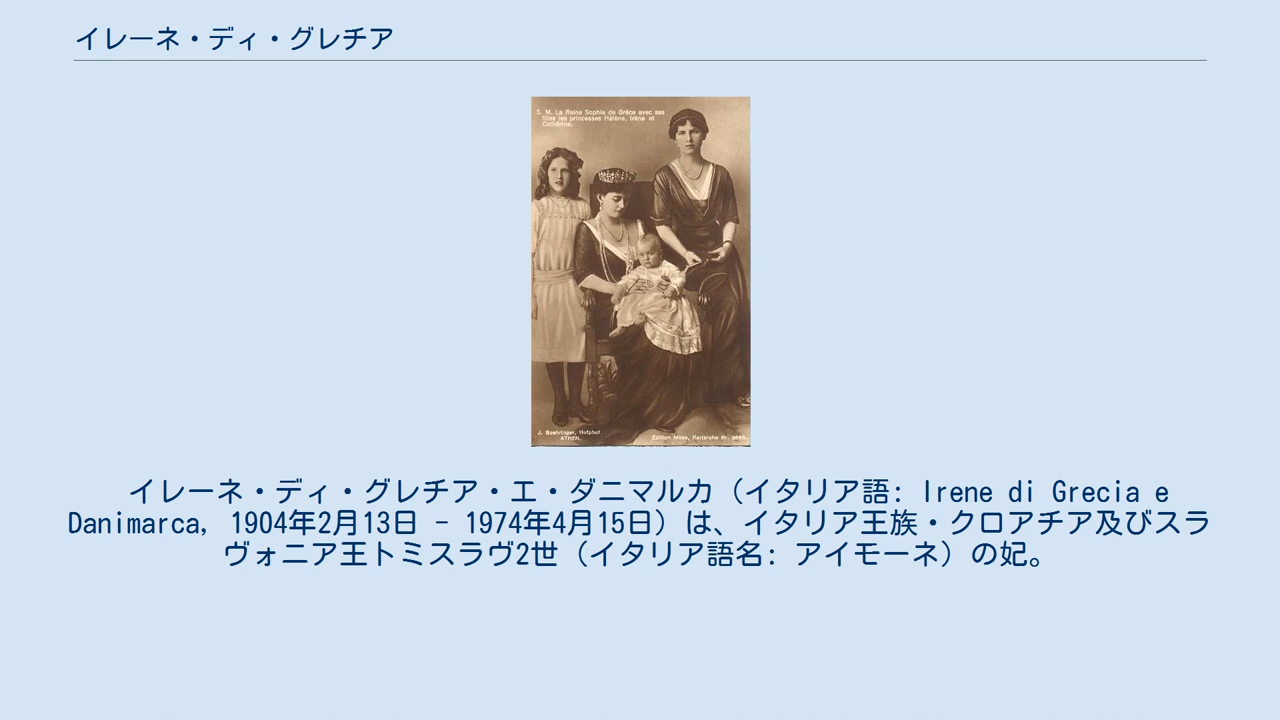 イレーネ・ディ・グレチア
S. M. La Reine Sophie de Grèce avec ses
filles les princesses Hélène, Irène et
Cathérine.
J. Boehringer, Hofphot.
ATHEN.
Edition Maas, Karlsruhe Nr.
イレーネ・ディ・グレチア・エ・ダニマルカ（イタリア語: Irene di Grecia e
Danimarca, 1904年2月13日 - 1974年4月15日）は、イタリア王族・クロアチア及びスラ
ヴォニア王トミスラヴ2世（イタリア語名: アイモーネ）の妃。